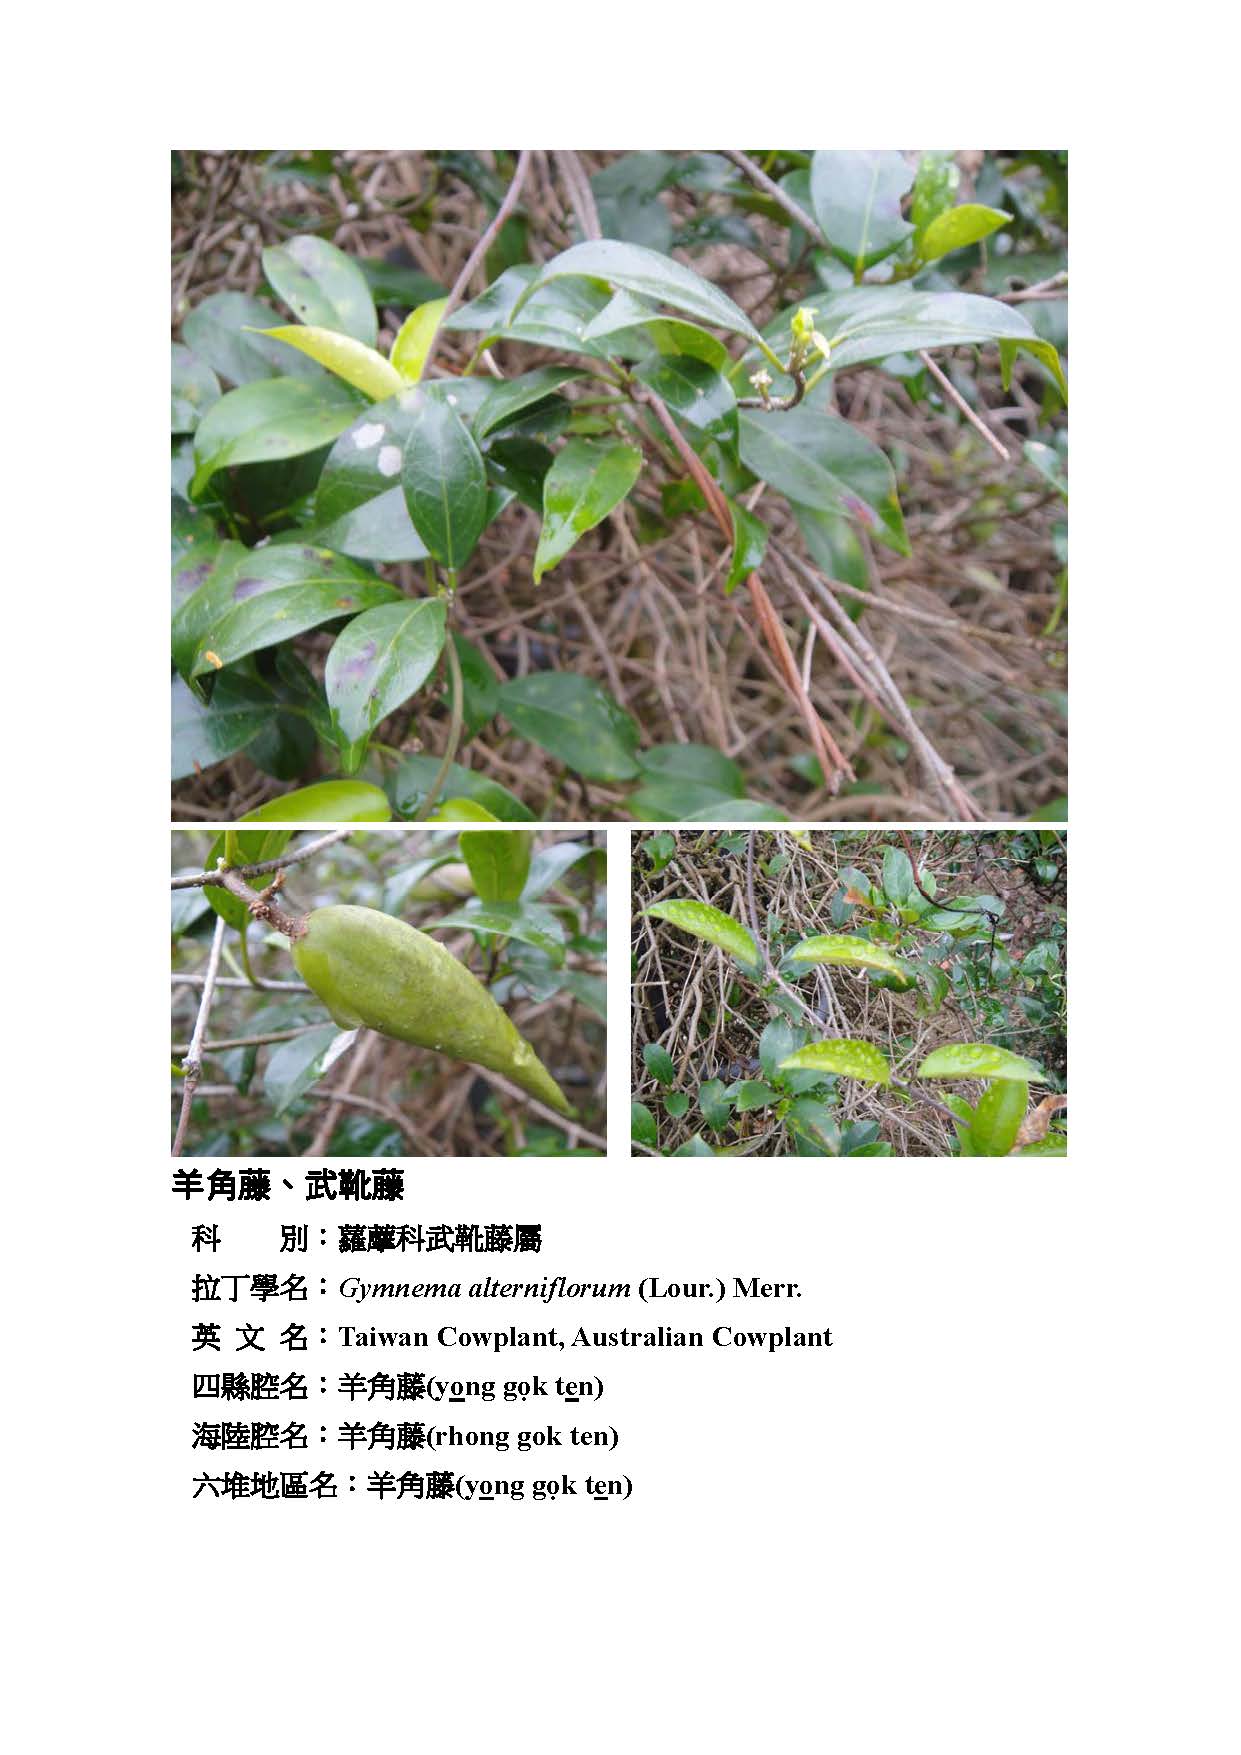 羊角藤、武靴藤
科　　別：蘿藦科武靴藤屬
拉丁學名：Gymnema alterniflorum (Lour.) Merr.
英 文 名：Taiwan Cowplant, Australian Cowplant
四縣腔名：羊角藤(yo̲ng gọk te̲n)
海陸腔名：羊角藤(rhong gok ten)
六堆地區名：羊角藤(yo̲ng gọk te̲n)